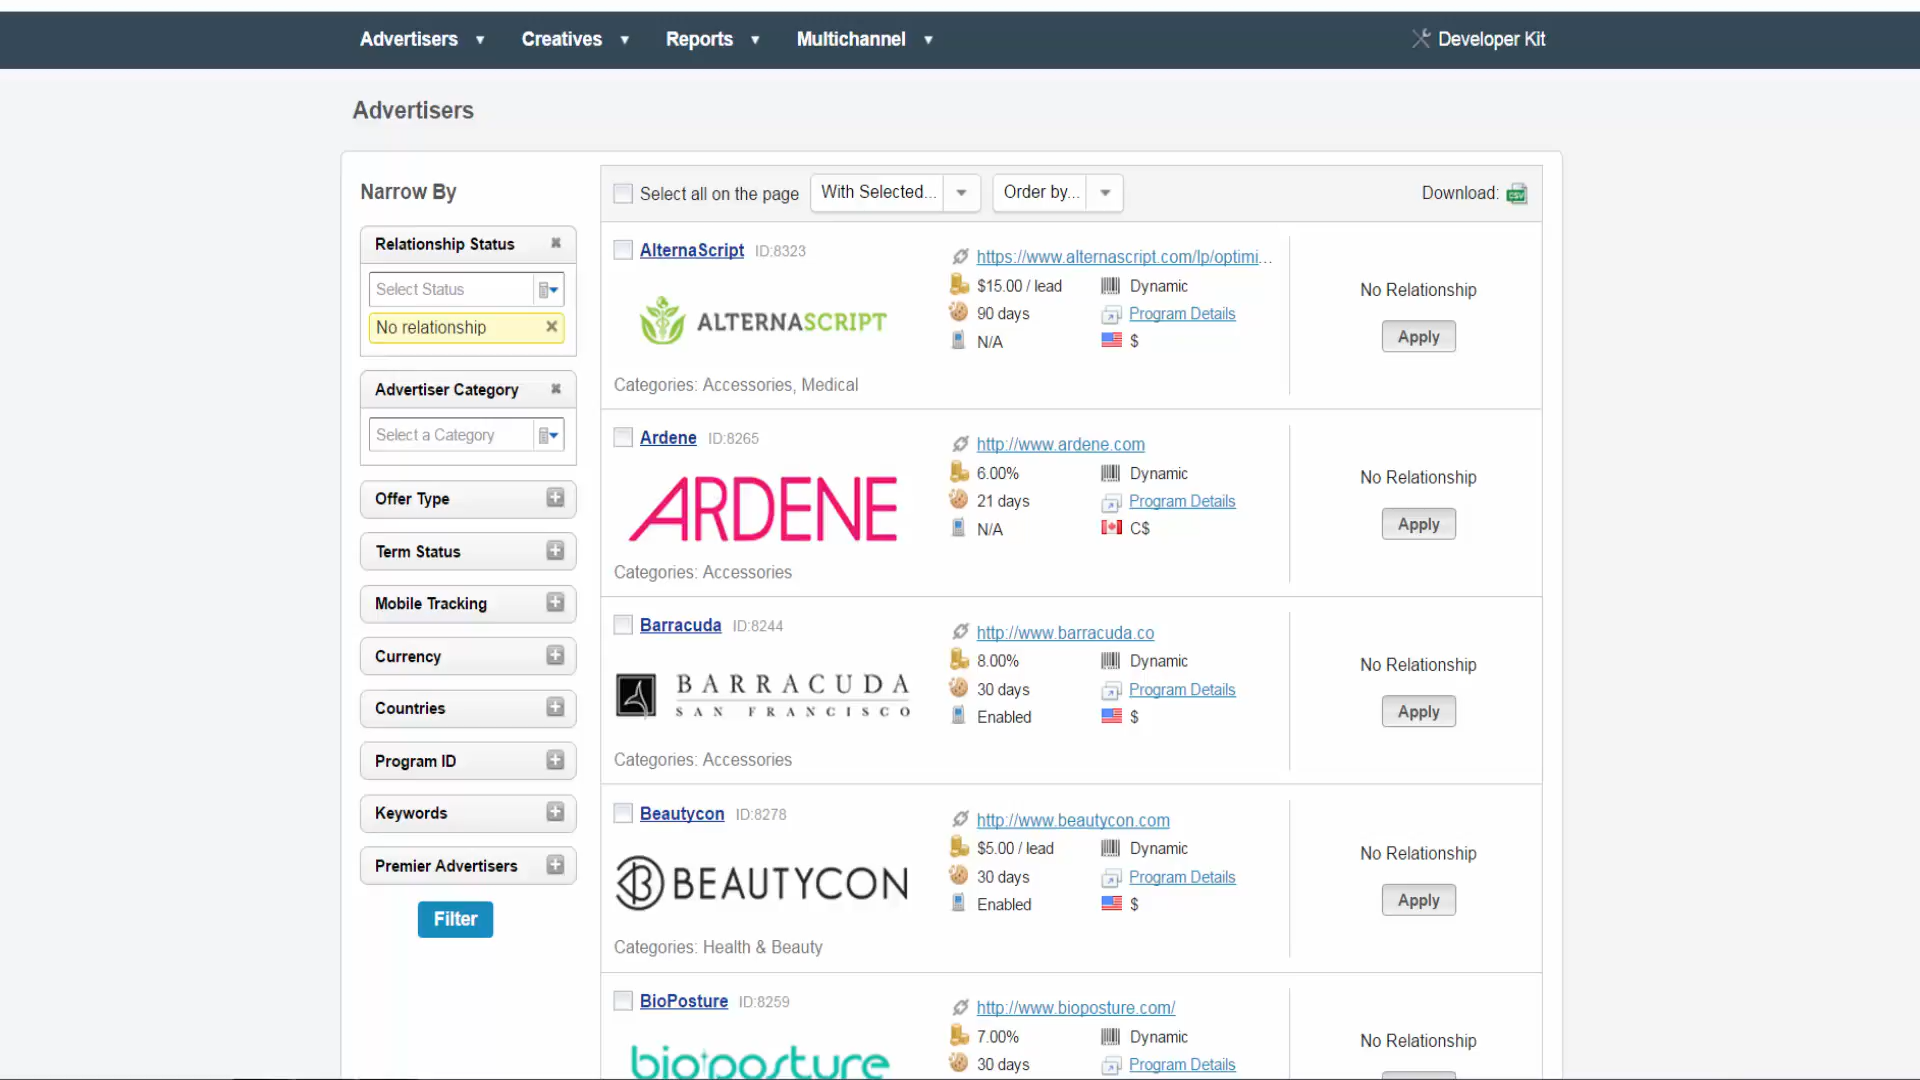 Advertisers ▼ Creatives ▼ Reports ▼ Multichannel ▼ Developer Kit
Advertisers
Narrow By
Relationship Status
Select Status
No relationship
Advertiser Category
Select a Category
Offer Type
Term Status
Mobile Tracking
Currency
Countries
Program ID
Keywords
Premier Advertisers
Filter
Select all on the page With Selected... Order by... Download: CSV
AlternaScript ID:8323
ALTERNASCRIPT
Categories: Accessories, Medical
https://www.alternascript.com/lp/optimi...
$15.00 / lead Dynamic
90 days Program Details
N/A $
No Relationship
Apply
Ardene ID:8265
ARDENE
Categories: Accessories
http://www.ardene.com
6.00% Dynamic
21 days Program Details
N/A C$
No Relationship
Apply
Barracuda ID:8244
BARRACUDA
SAN FRANCISCO
Categories: Accessories
http://www.barracuda.co
8.00% Dynamic
30 days Program Details
Enabled $
No Relationship
Apply
Beautycon ID:8278
BEAUTYCON
Categories: Health & Beauty
http://www.beautycon.com
$5.00 / lead Dynamic
30 days Program Details
Enabled $
No Relationship
Apply
BioPosture ID:8259
bioposture
http://www.bioposture.com/
7.00% Dynamic
30 days Program Details
No Relationship